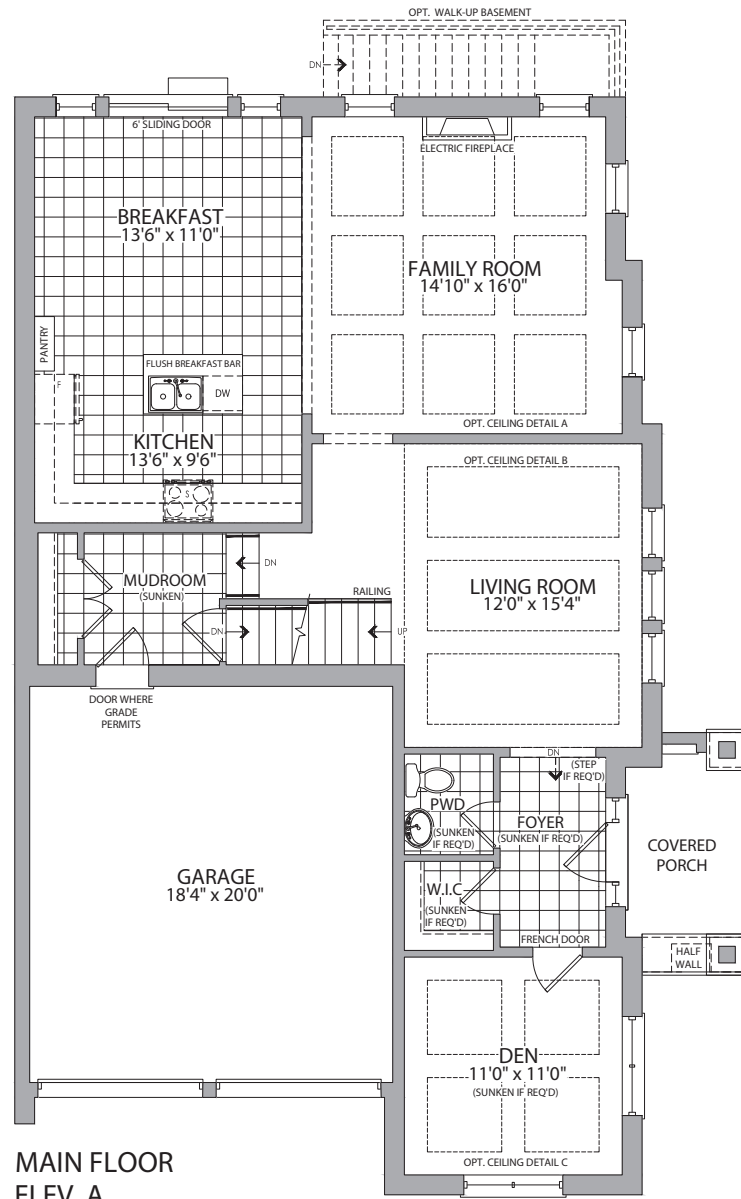 OPT. WALK-UP BASEMENT
DN
6' SLIDING DOOR
ELECTRIC FIREPLACE
BREAKFAST
13'6" x 11'0"
FAMILY ROOM
14'10" x 16'0"
PANTRY
FLUSH BREAKFAST BAR
F
DW
OPT. CEILING DETAIL A
KITCHEN
13'6" x 9'6"
OPT. CEILING DETAIL B
S
DN
MUDROOM
(SUNKEN)
RAILING
LIVING ROOM
12'0" x 15'4"
DN
UP
DOOR WHERE
GRADE
PERMITS
DN
(STEP
IF REQ'D)
PWD
(SUNKEN
IF REQ'D)
FOYER
(SUNKEN IF REQ'D)
COVERED
PORCH
GARAGE
18'4" x 20'0"
W.I.C
(SUNKEN
IF REQ'D)
FRENCH DOOR
HALF
WALL
DEN
11'0" x 11'0"
(SUNKEN IF REQ'D)
OPT. CEILING DETAIL C
MAIN FLOOR
ELEV. A